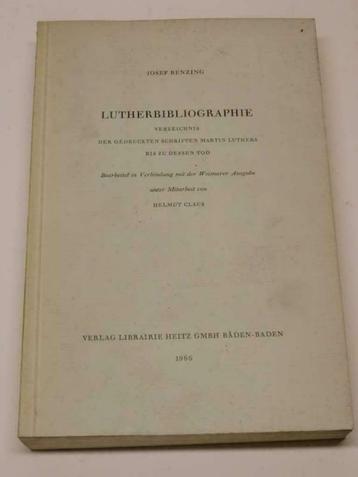 JOSEF BENZING
LUTHERBIBLIOGRAPHIE
VERZEICHNIS
DER GEDRUCKTEN SCHRIFTEN MARTIN LUTHERS
BIS ZU DESSEN TOD
Bearbeitet in Verbindung mit der Weimarer Ausgabe
unter Mitarbeit von
HELMUT CLAUS
VERLAG LIBRAIRIE HEITZ GMBH BADEN-BADEN
1966